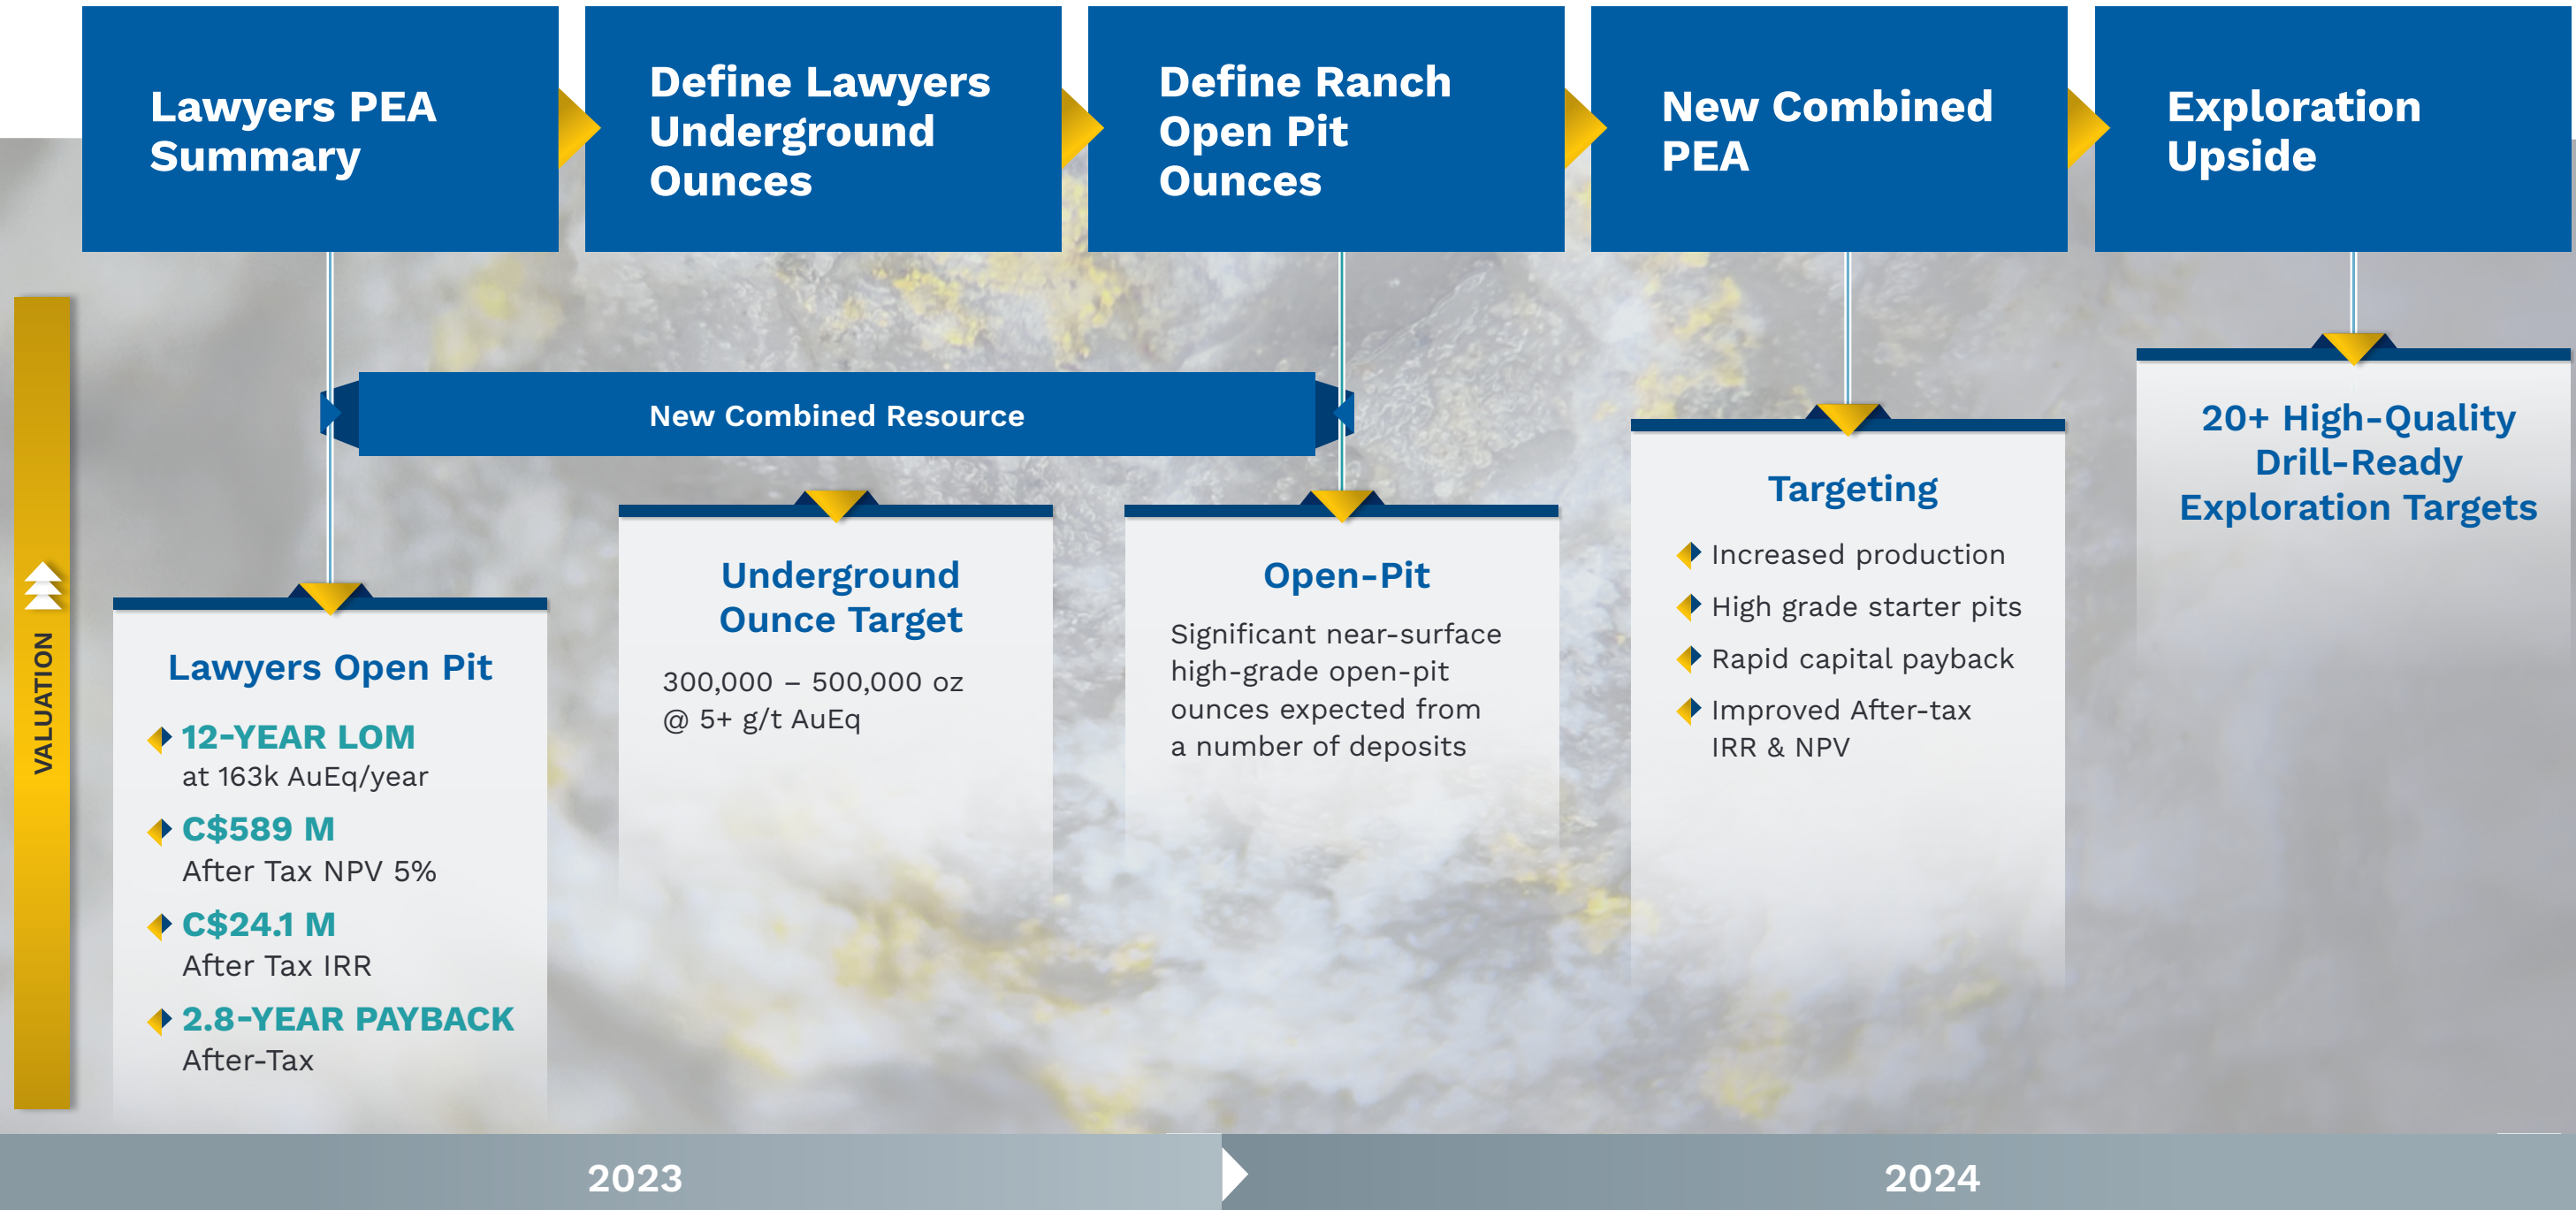 Lawyers PEA
Summary
Define Lawyers
Underground
Ounces
Define Ranch
Open Pit
Ounces
New Combined
PEA
Exploration
Upside
VALUATION
New Combined Resource
Lawyers Open Pit
12-YEAR LOM
at 163k AuEq/year
C$589 M
After Tax NPV 5%
C$24.1 M
After Tax IRR
2.8-YEAR PAYBACK
After-Tax
Underground
Ounce Target
300,000 – 500,000 oz
@ 5+ g/t AuEq
Open-Pit
Significant near-surface
high-grade open-pit
ounces expected from
a number of deposits
Targeting
Increased production
High grade starter pits
Rapid capital payback
Improved After-tax
IRR & NPV
20+ High-Quality
Drill-Ready
Exploration Targets
2023
2024